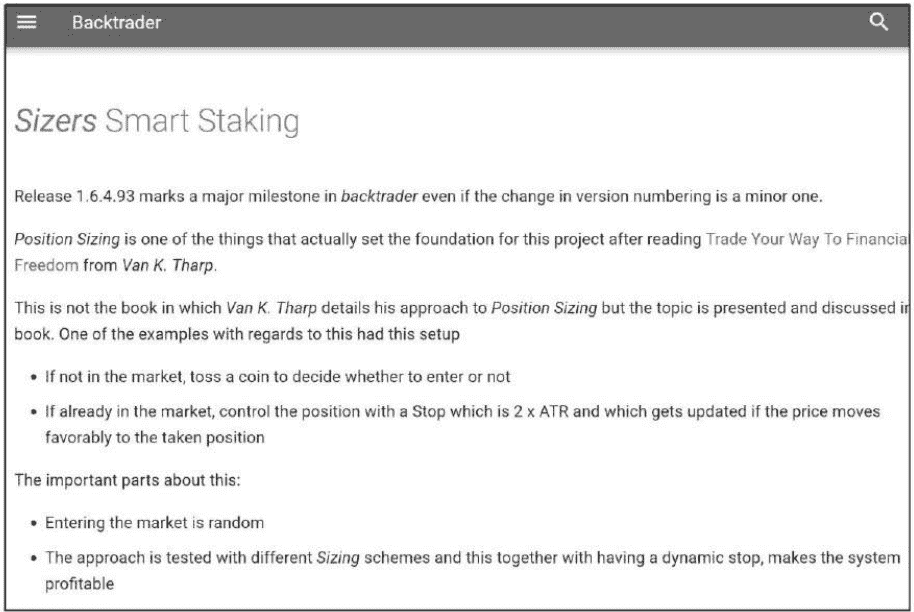 Backtrader
Sizers Smart Staking
Release 1.6.4.93 marks a major milestone in backtrader even if the change in version numbering is a minor one.
Position Sizing is one of the things that actually set the foundation for this project after reading Trade Your Way To Financial
Freedom from Van K. Tharp.
This is not the book in which Van K. Tharp details his approach to Position Sizing but the topic is presented and discussed in
book. One of the examples with regards to this had this setup
• If not in the market, toss a coin to decide whether to enter or not
• If already in the market, control the position with a Stop which is 2 x ATR and which gets updated if the price moves
favorably to the taken position
The important parts about this:
• Entering the market is random
• The approach is tested with different Sizing schemes and this together with having a dynamic stop, makes the system
profitable